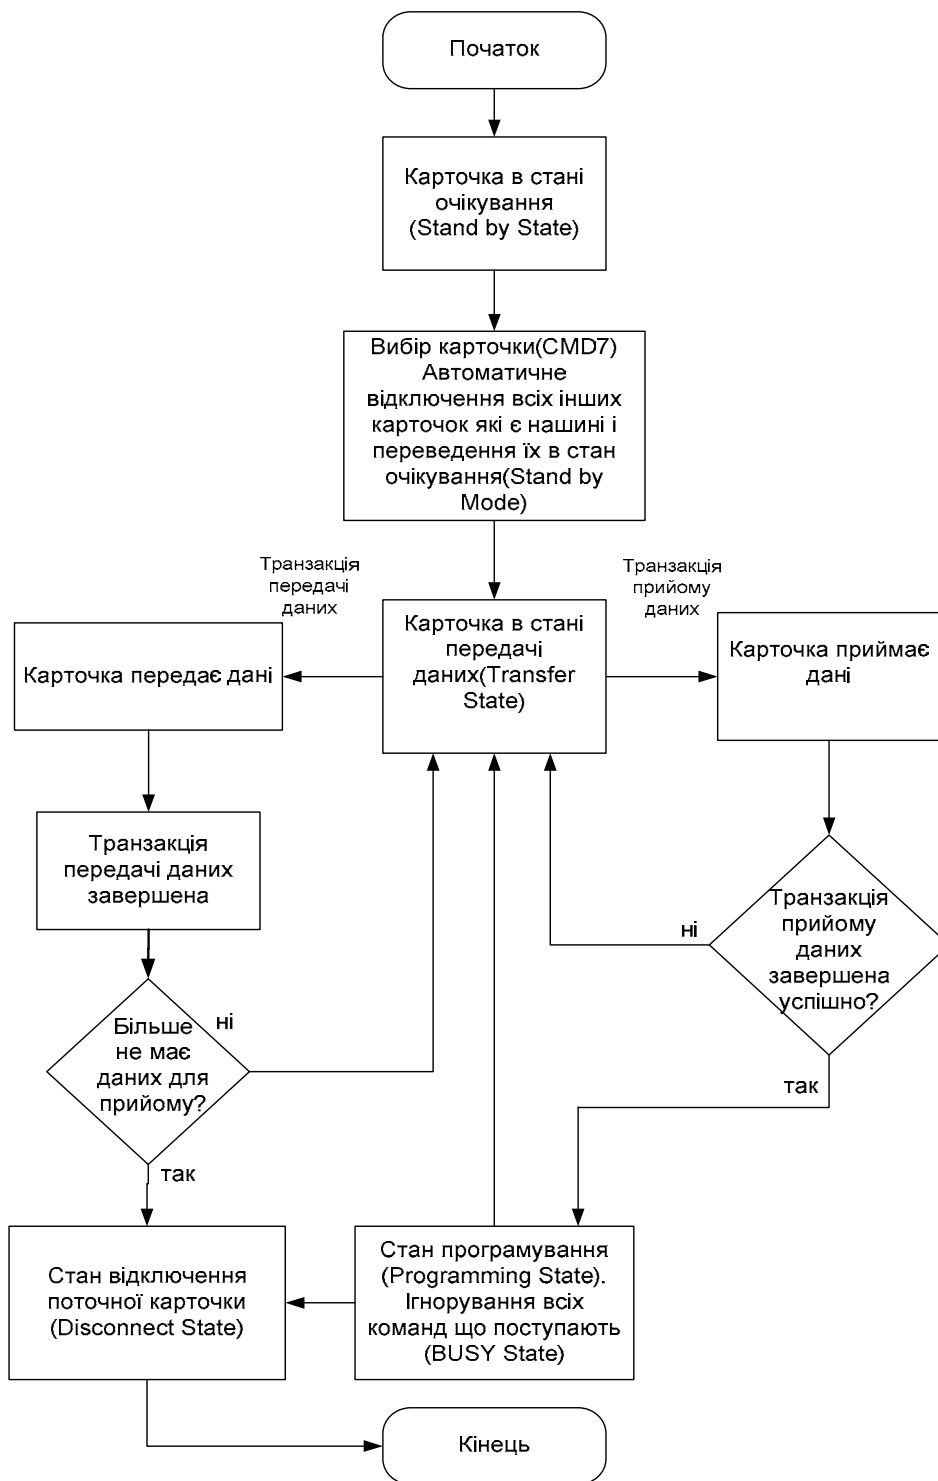 Початок
Карточка в стані
очікування
(Stand by State)
Вибір карточки(CMD7)
Автоматичне
відключення всіх інших
карточок які є нашині і
переведення їх в стан
очікування(Stand by
Mode)
Транзакція
передачі
даних
Транзакція
прийому
даних
Карточка в стані
передачі
даних(Transfer
State)
Карточка передає дані
Карточка приймає
дані
Транзакція
передачі даних
завершена
Транзакція
прийому
даних
завершена
успішно?
ні
Більше
не має
даних для
прийому?
ні
так
так
Стан відключення
поточної карточки
(Disconnect State)
Стан програмування
(Programming State).
Ігнорування всіх
команд що поступають
(BUSY State)
Кінець